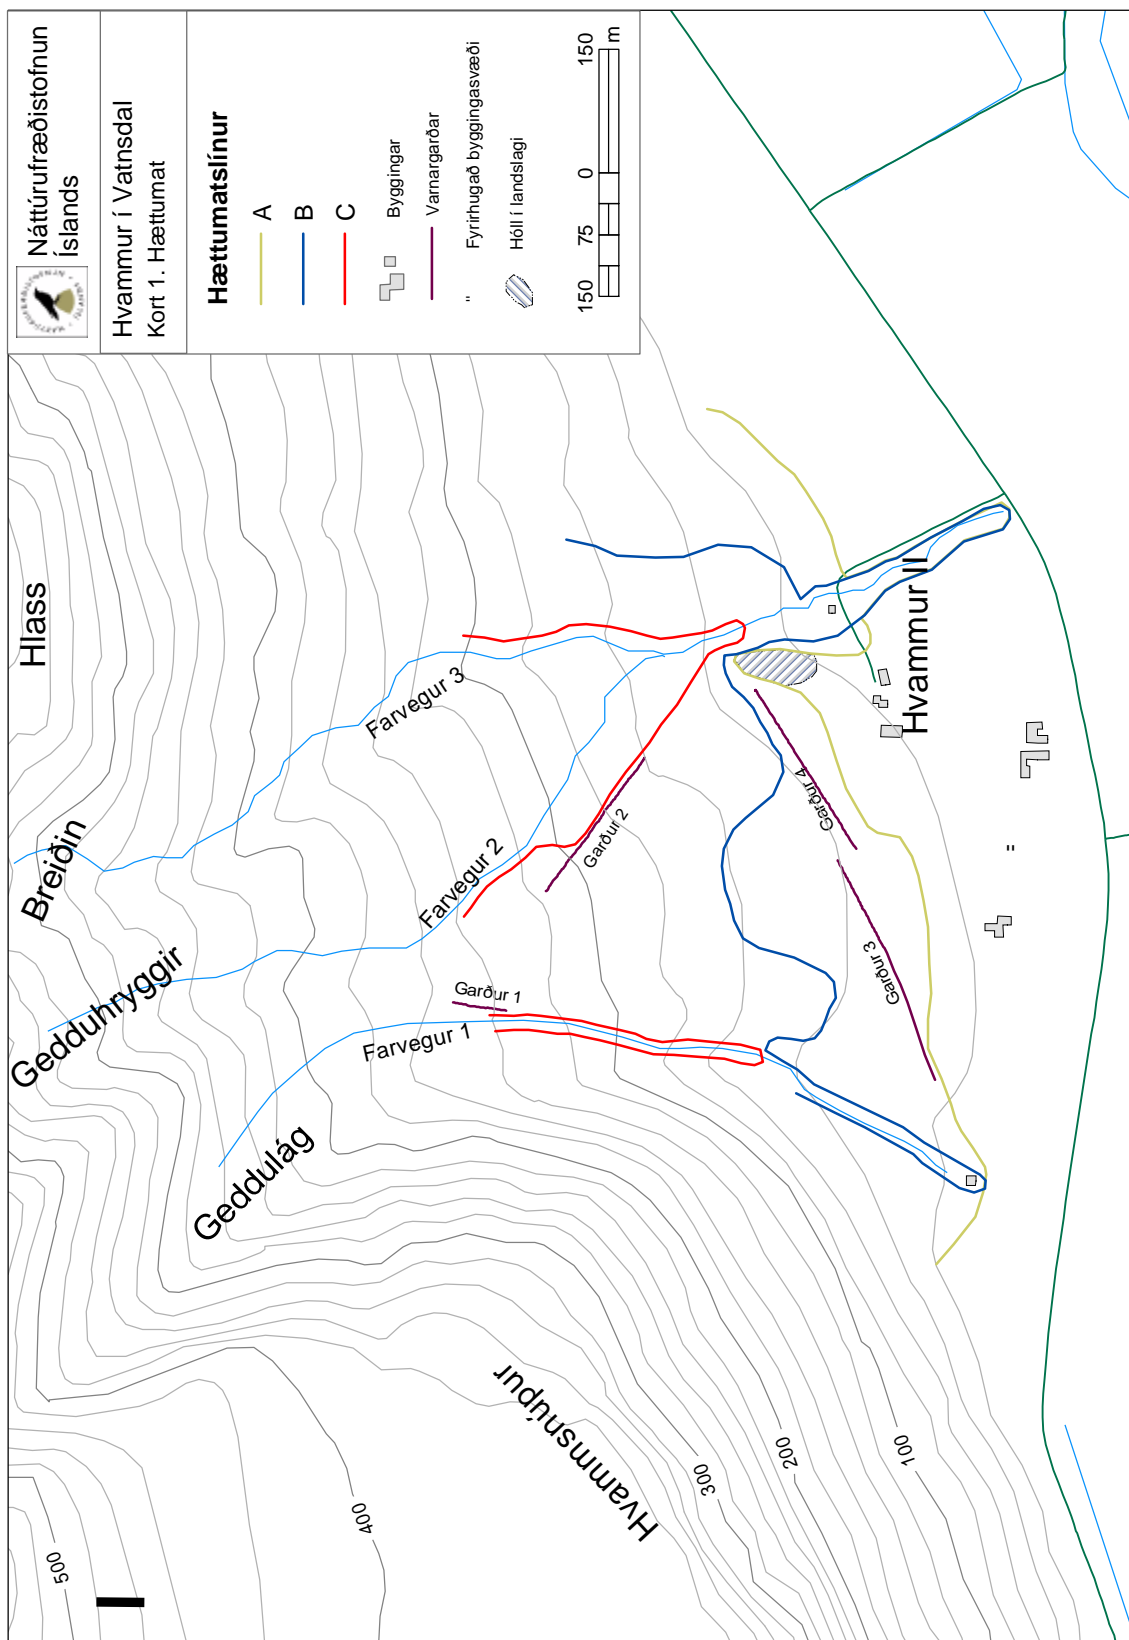 Náttúrufræðistofnun
Íslands
Hvammur í Vatnsdal
Kort 1. Hættumat
Hættumatslínur
A
B
C
Byggingar
Varnargarðar
" Fyrirhugað byggingasvæði
Hóll í landslagi
150 75 0 150
m
Hlass
Breiðin
Gedduhryggir
Geddulág
Hvammsnúpur
Farvegur 3
Farvegur 2
Farvegur 1
Garður 1
Garður 2
Garður 3
Garður 4
Hvammur II
"
500
400
300
200
100